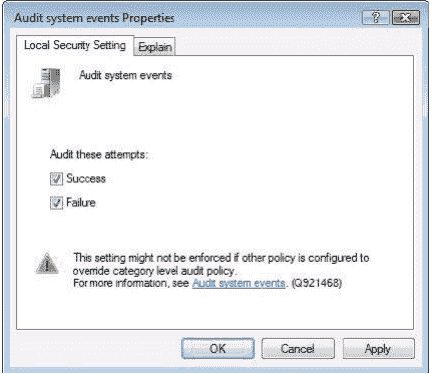 Audit system events Properties
Local Security Setting
Explain
Audit system events
Audit these attempts:
Success
Failure
This setting might not be enforced if other policy is configured to
override category level audit policy.
For more information, see Audit system events. (Q921468)
OK
Cancel
Apply